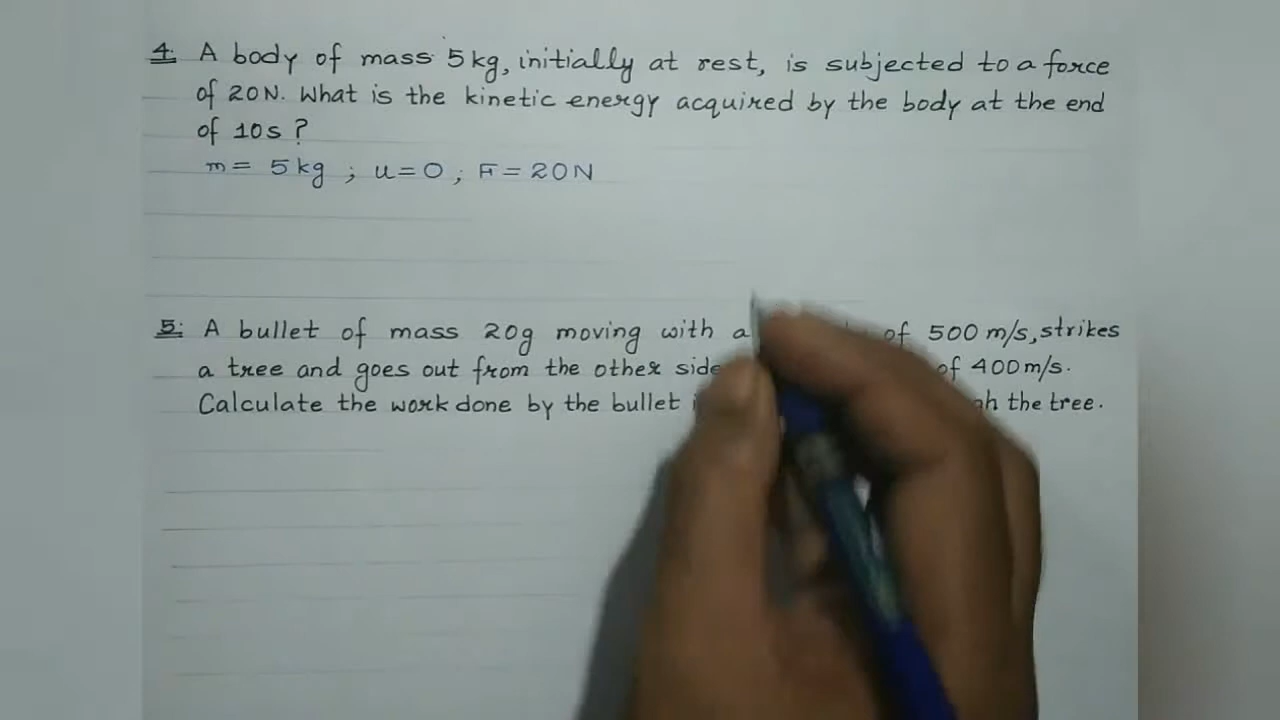 4. A body of mass 5kg, initially at rest, is subjected to a force
of 20N. What is the kinetic energy acquired by the body at the end
of 10s ?
m = 5kg ; u=0 ; F = 20N
5. A bullet of mass 20g moving with a of 500 m/s, strikes
a tree and goes out from the other side of 400m/s.
Calculate the work done by the bullet the tree.